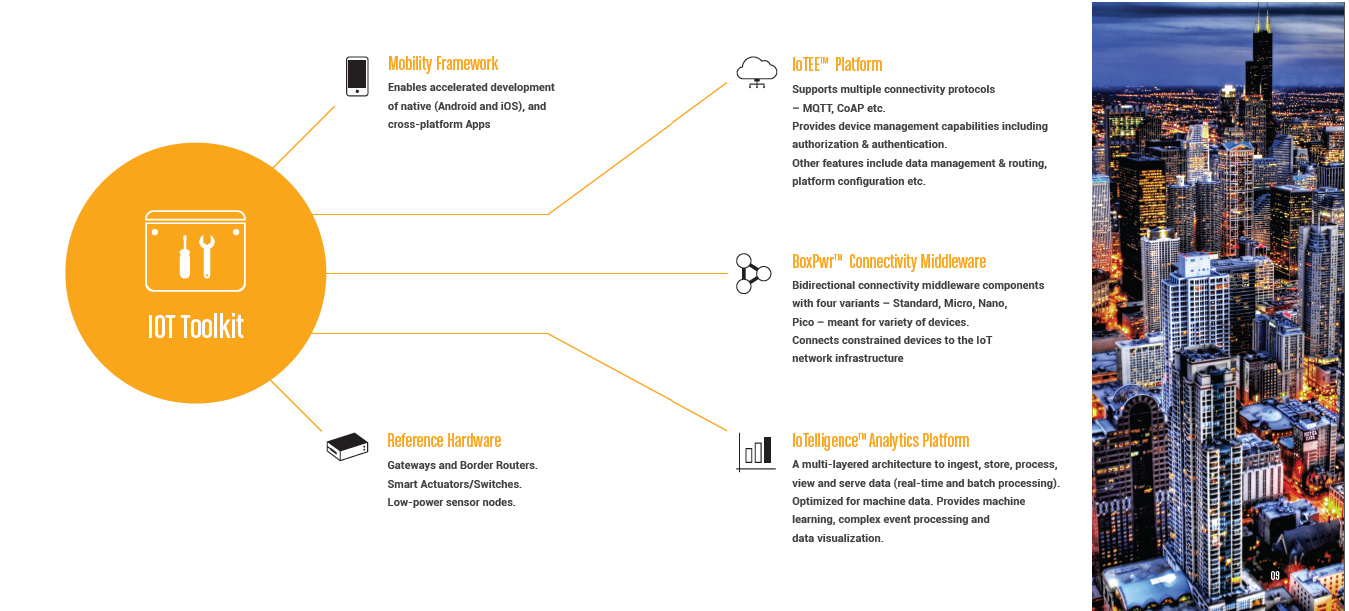 IOT Toolkit
Mobility Framework
Enables accelerated development
of native (Android and iOS), and
cross-platform Apps
Reference Hardware
Gateways and Border Routers.
Smart Actuators/Switches.
Low-power sensor nodes.
IoTEE™ Platform
Supports multiple connectivity protocols
– MQTT, CoAP etc.
Provides device management capabilities including
authorization & authentication.
Other features include data management & routing,
platform configuration etc.
BoxPwr™ Connectivity Middleware
Bidirectional connectivity middleware components
with four variants – Standard, Micro, Nano,
Pico – meant for variety of devices.
Connects constrained devices to the IoT
network infrastructure
IoTelligence™ Analytics Platform
A multi-layered architecture to ingest, store, process,
view and serve data (real-time and batch processing).
Optimized for machine data. Provides machine
learning, complex event processing and
data visualization.
09